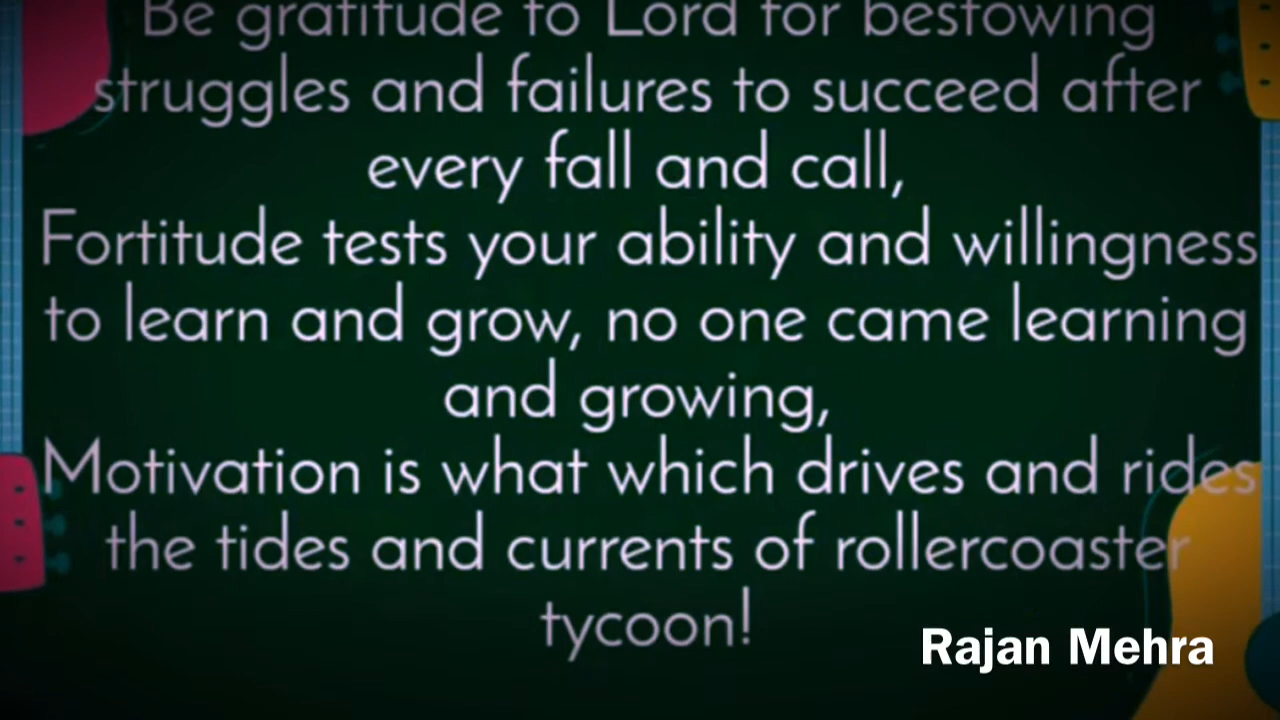 Be gratitude to Lord for bestowing
struggles and failures to succeed after
every fall and call,
Fortitude tests your ability and willingness
to learn and grow, no one came learning
and growing,
Motivation is what which drives and rides
the tides and currents of rollercoaster
tycoon!
Rajan Mehra